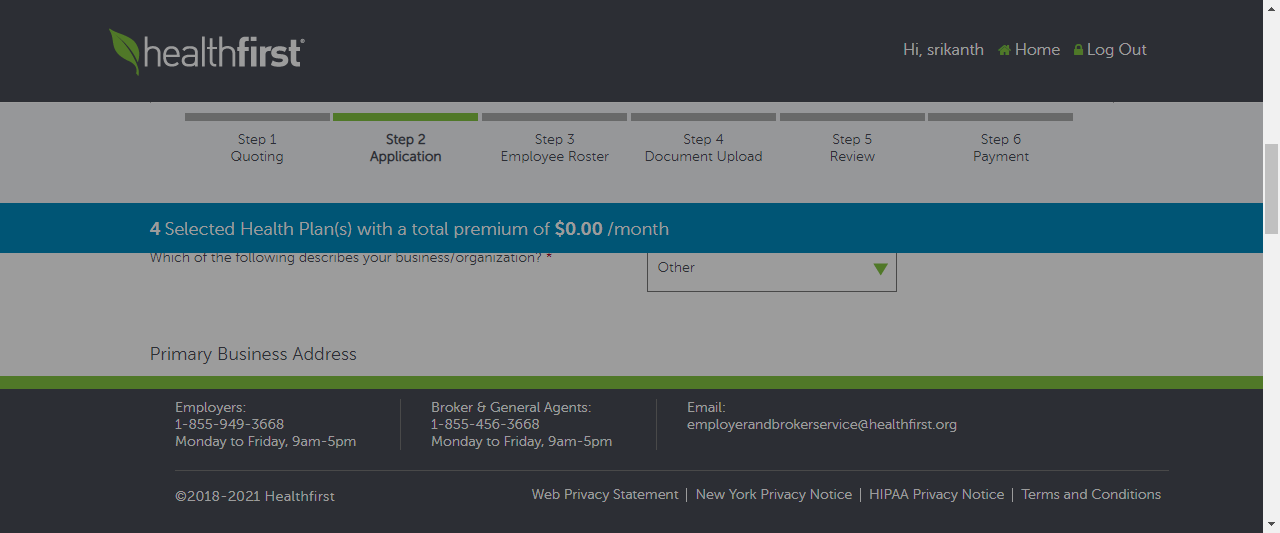 healthfirst®
Hi, srikanth Home Log Out
Step 1
Quoting
Step 2
Application
Step 3
Employee Roster
Step 4
Document Upload
Step 5
Review
Step 6
Payment
4 Selected Health Plan(s) with a total premium of $0.00 /month
Which of the following describes your business/organization? *
Other
Primary Business Address
Employers:
1-855-949-3668
Monday to Friday, 9am-5pm
Broker & General Agents:
1-855-456-3668
Monday to Friday, 9am-5pm
Email:
employerandbrokerservice@healthfirst.org
©2018-2021 Healthfirst
Web Privacy Statement | New York Privacy Notice | HIPAA Privacy Notice | Terms and Conditions